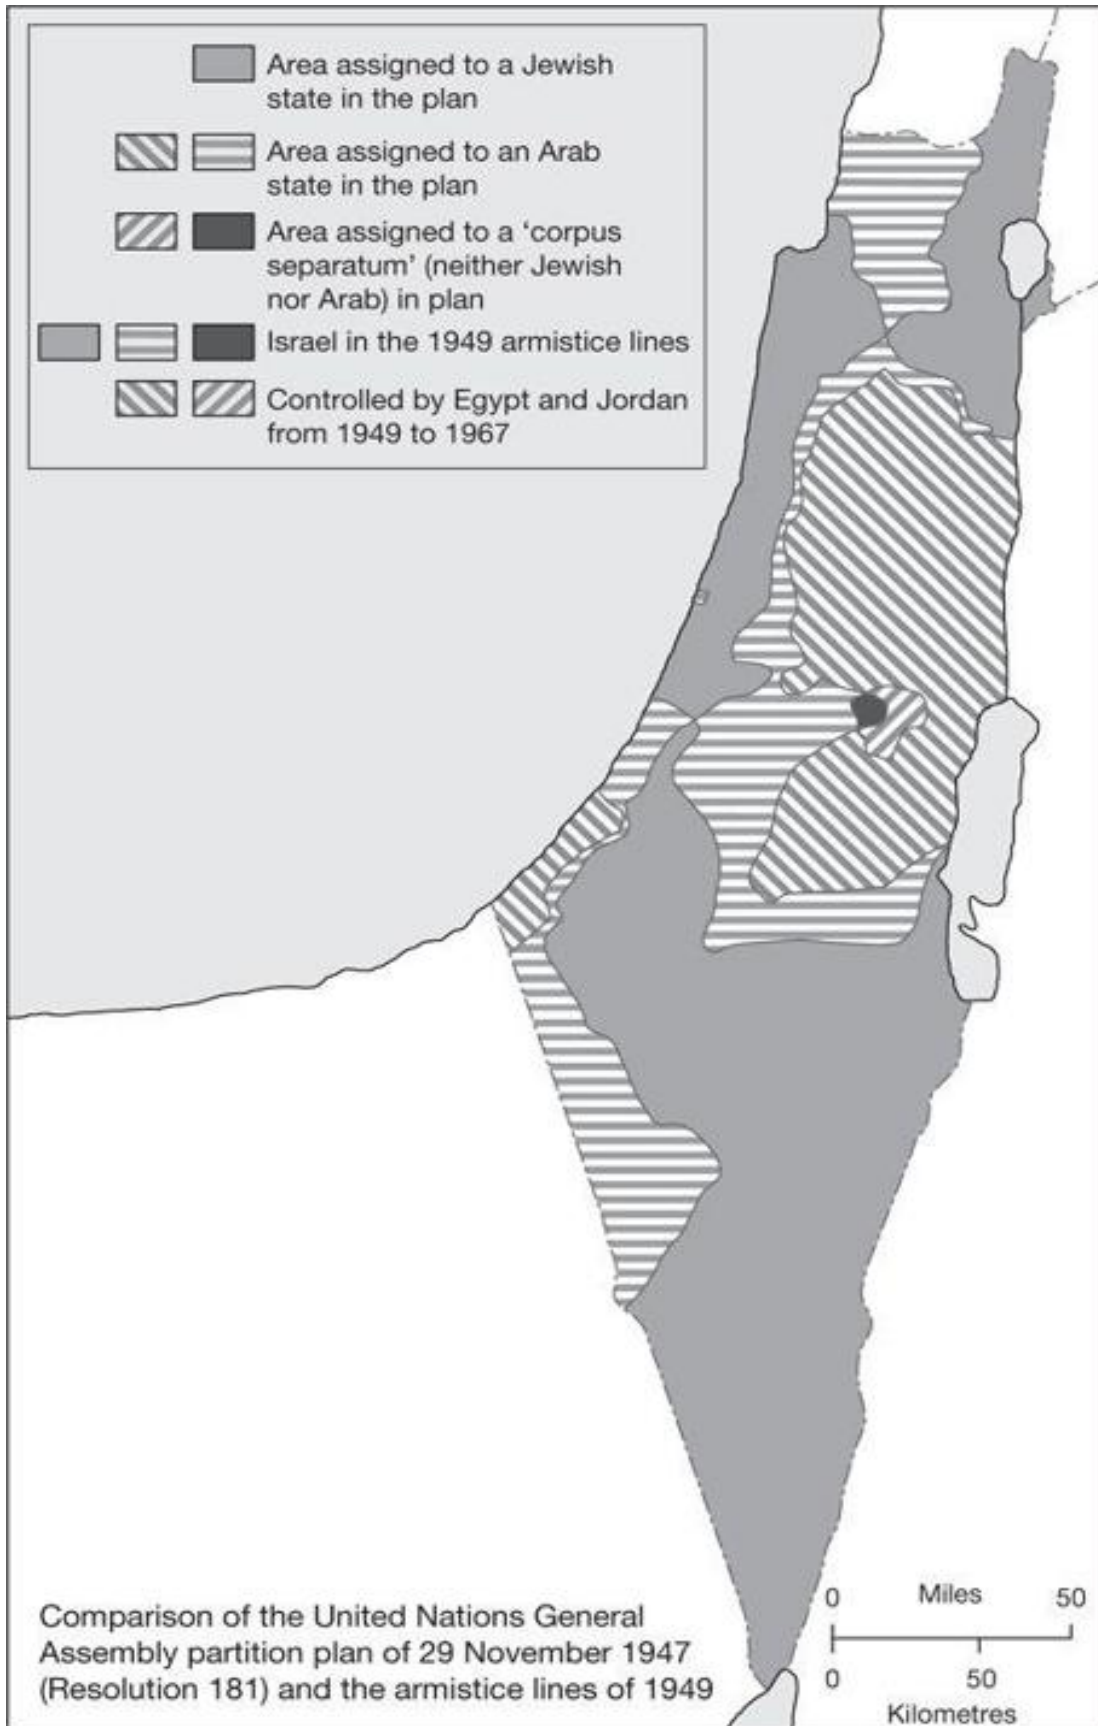 Area assigned to a Jewish
state in the plan
Area assigned to an Arab
state in the plan
Area assigned to a ‘corpus
separatum’ (neither Jewish
nor Arab) in plan
Israel in the 1949 armistice lines
Controlled by Egypt and Jordan
from 1949 to 1967
Comparison of the United Nations General
Assembly partition plan of 29 November 1947
(Resolution 181) and the armistice lines of 1949
0 Miles 50
0 50
Kilometres